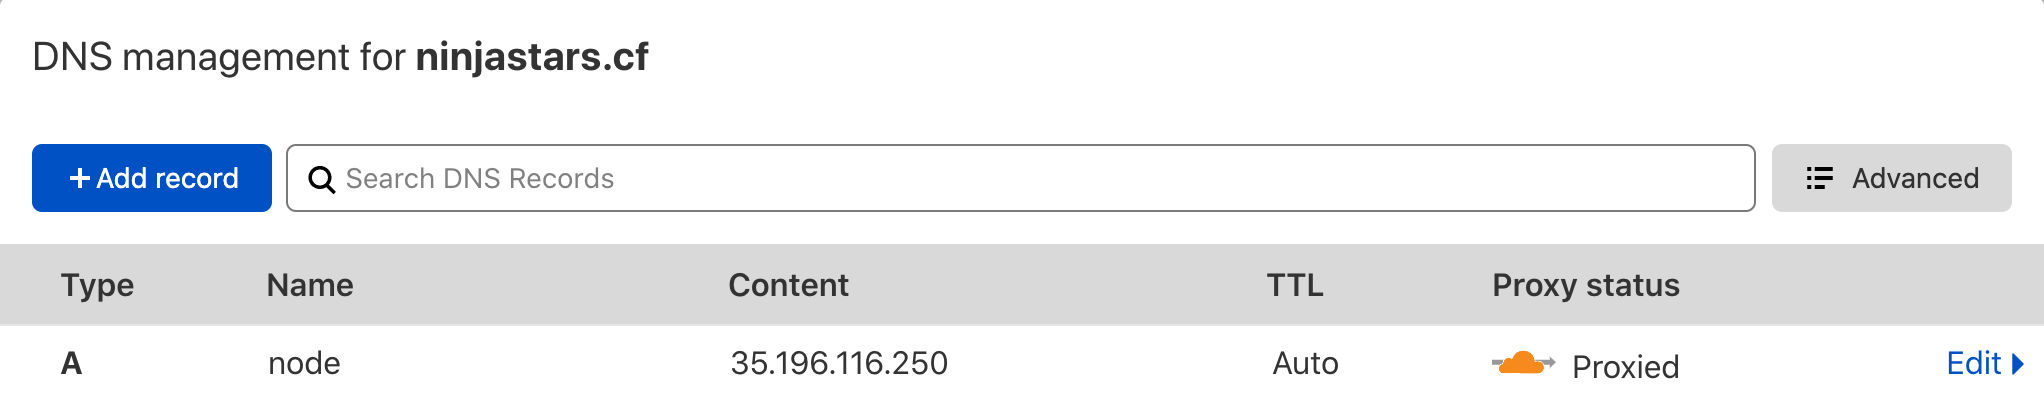 DNS management for ninjastars.cf
+ Add record
Search DNS Records
Advanced
Type Name Content TTL Proxy status
A node 35.196.116.250 Auto Proxied Edit